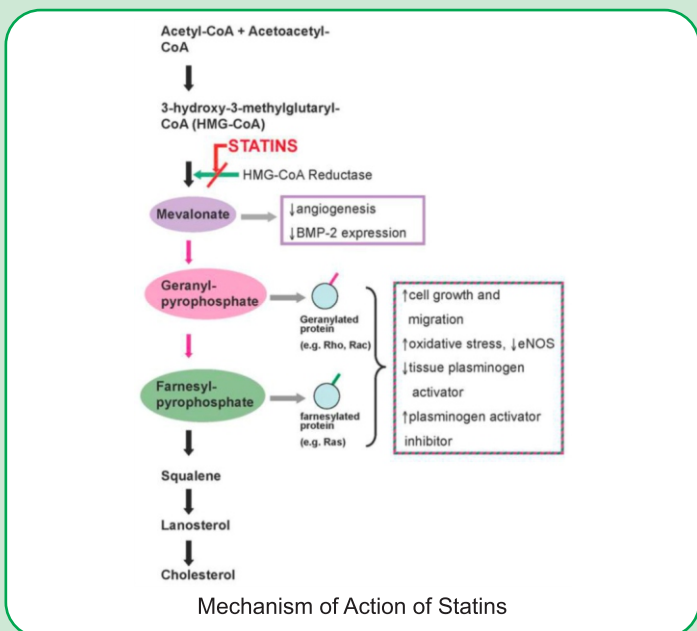 Acetyl-CoA + Acetoacetyl-
CoA
3-hydroxy-3-methylglutaryl-
CoA (HMG-CoA)
STATINS
HMG-CoA Reductase
Mevalonate
↓angiogenesis
↓BMP-2 expression
Geranyl-
pyrophosphate
Geranylated
protein
(e.g. Rho, Rac)
↑cell growth and
migration
↑oxidative stress, ↓eNOS
↓tissue plasminogen
activator
↑plasminogen activator
inhibitor
Farnesyl-
pyrophosphate
farnesylated
protein
(e.g. Ras)
Squalene
Lanosterol
Cholesterol
Mechanism of Action of Statins